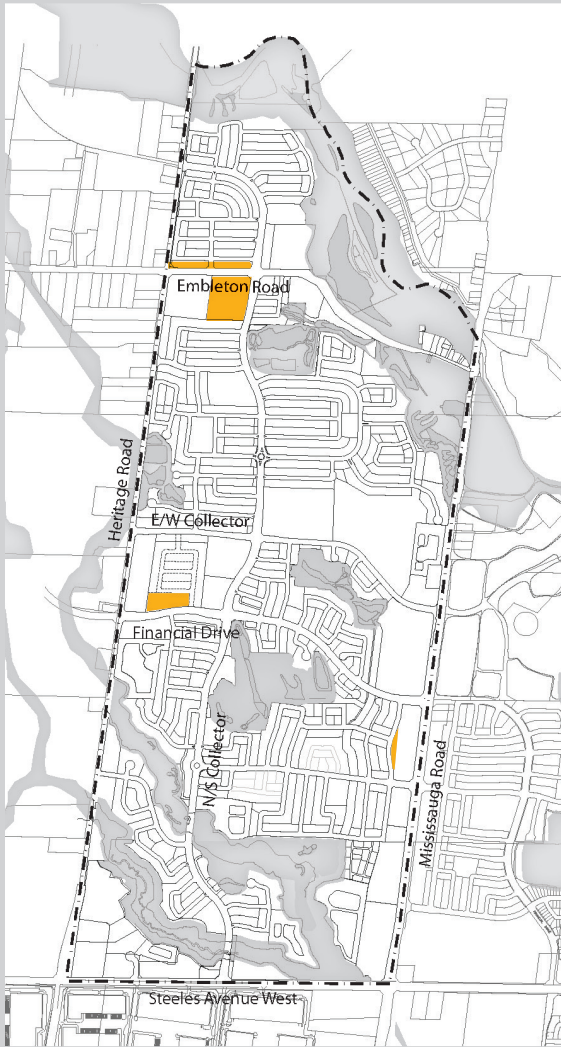 Embleton Road
Heritage Road
E/W Collector
Financial Drive
N/S Collector
Mississauga Road
Steeles Avenue West